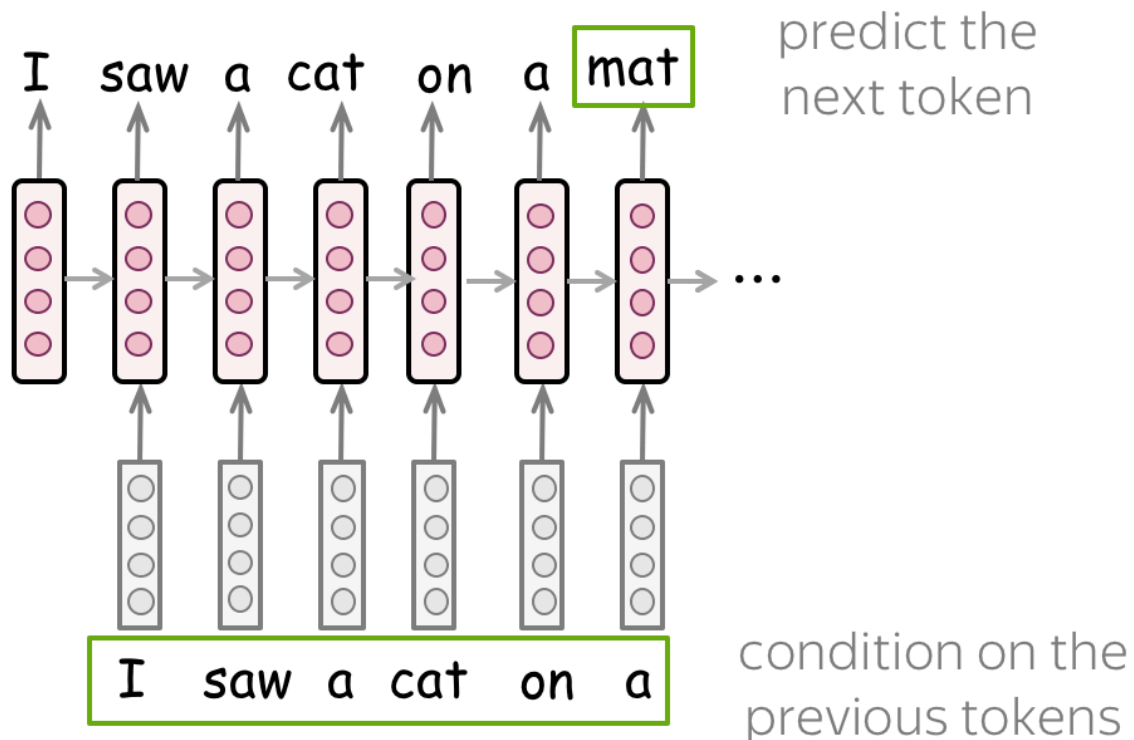 predict the
next token
I saw a cat on a mat
...
I saw a cat on a
condition on the
previous tokens